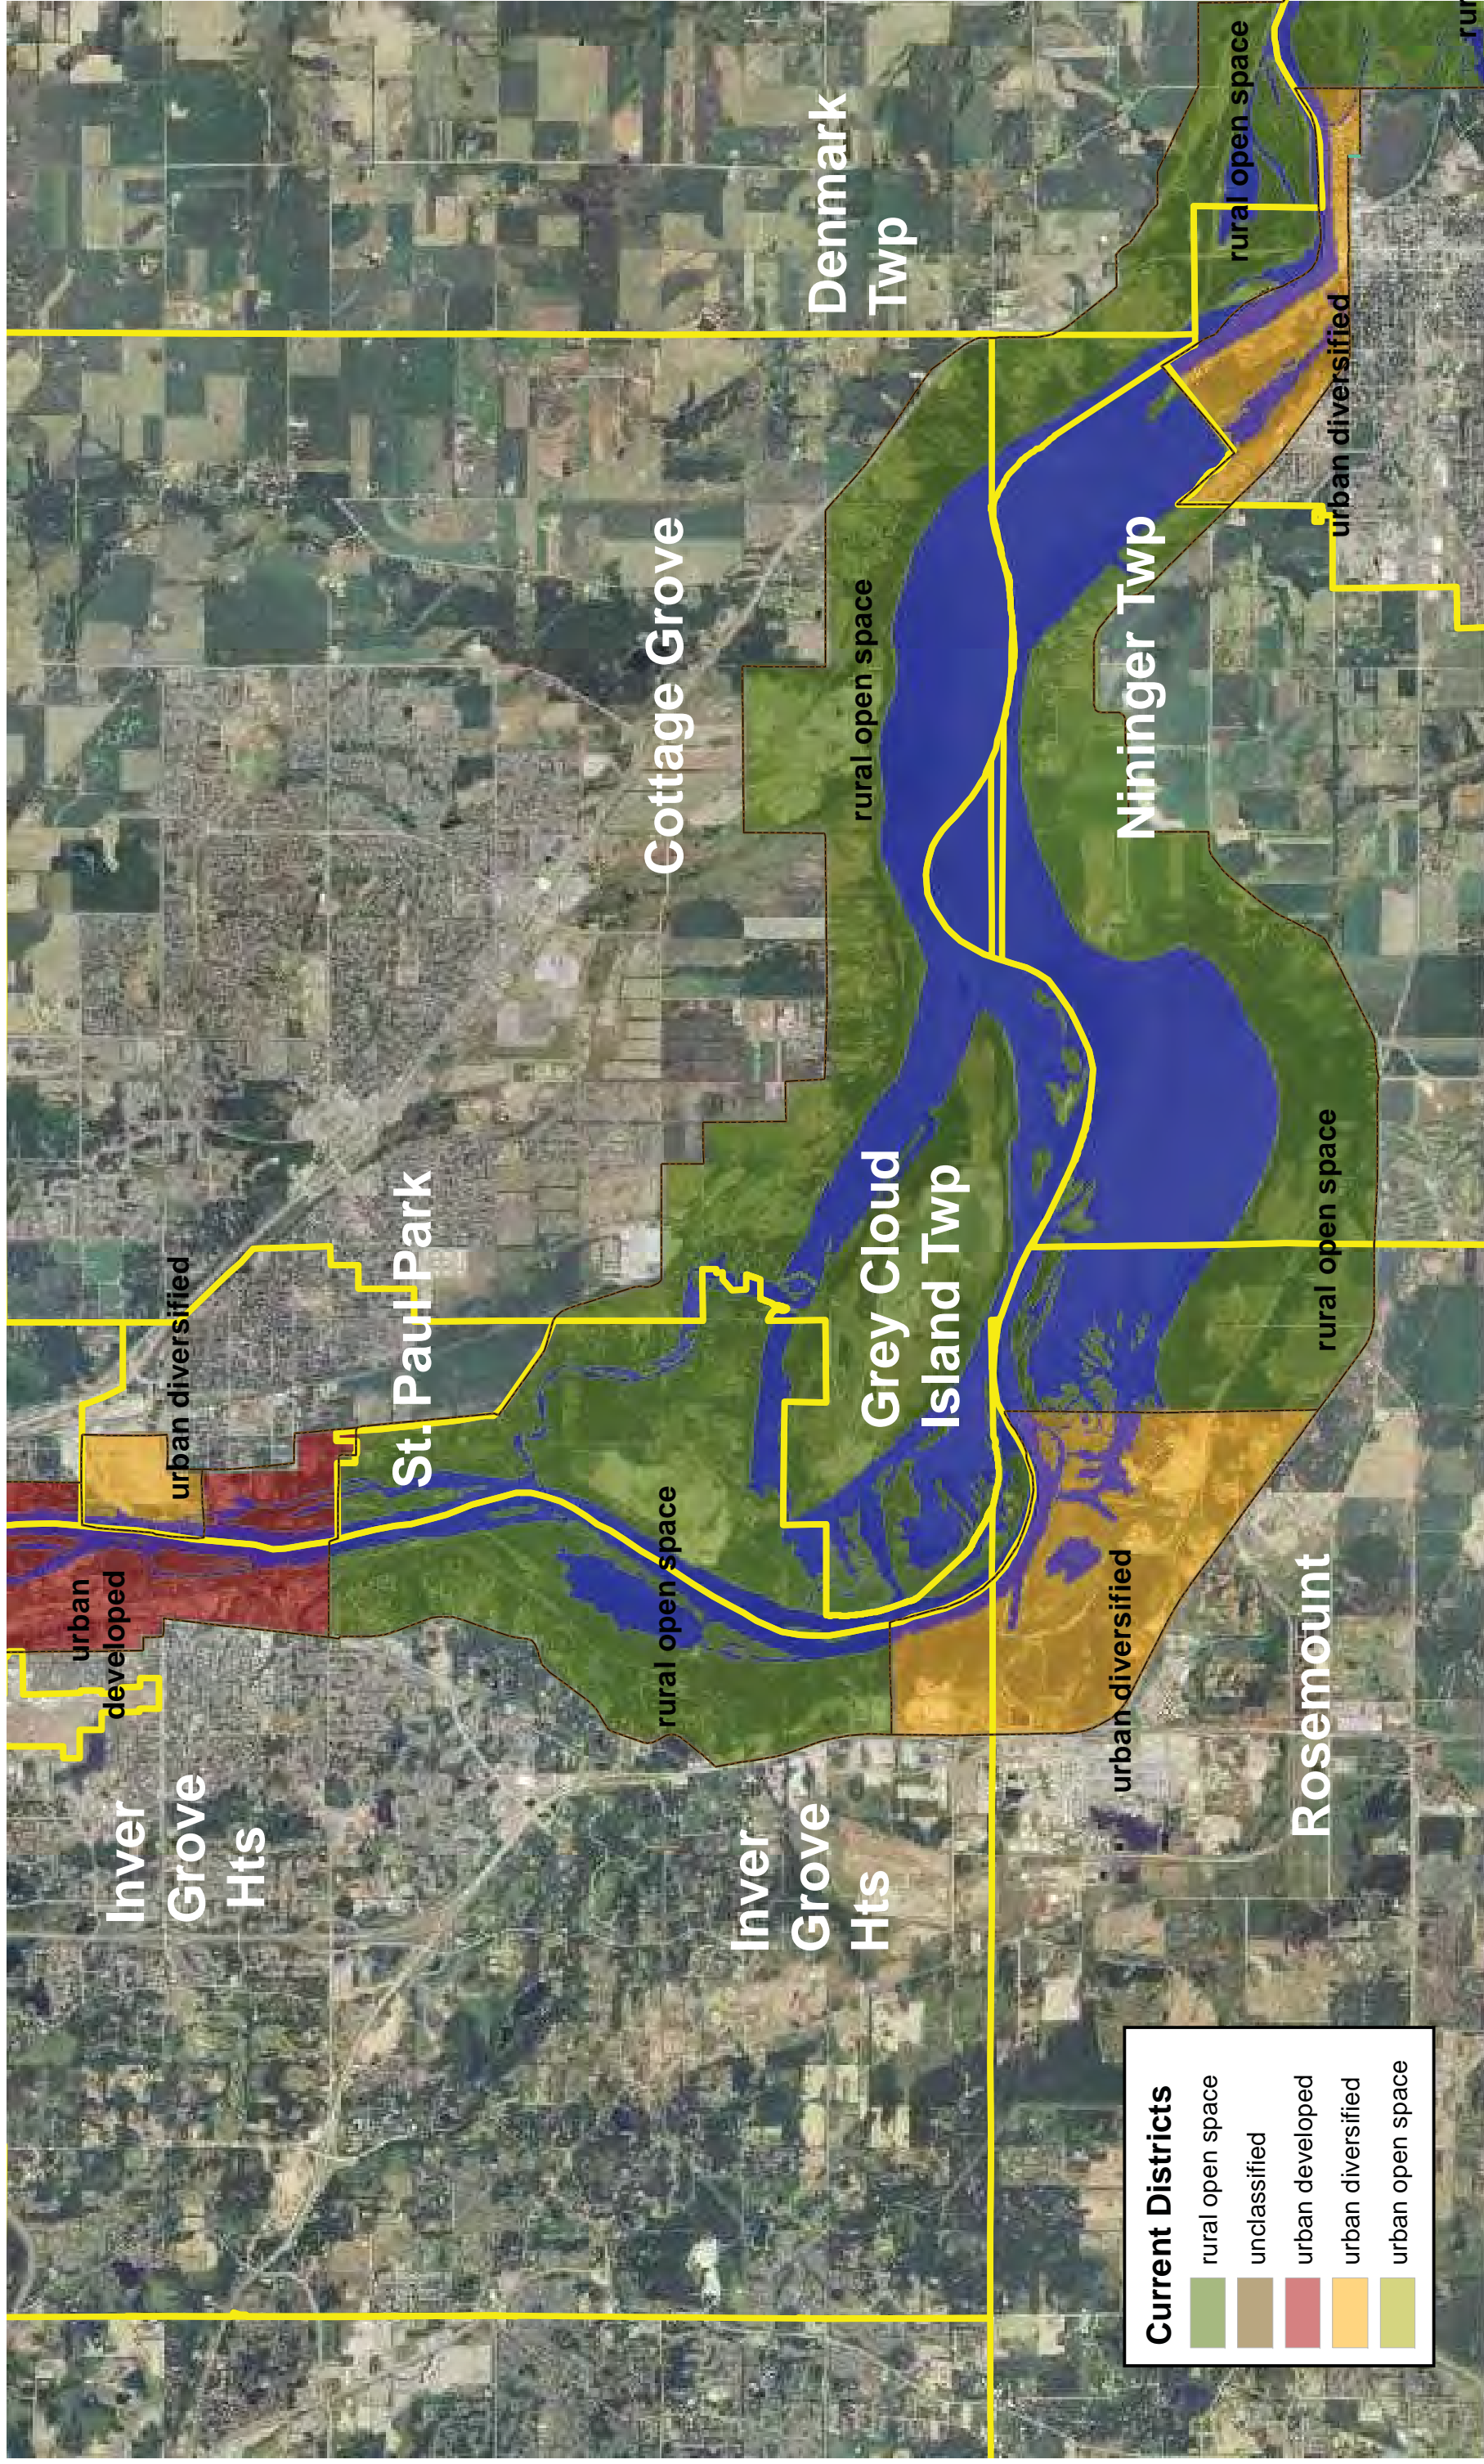 urban
developed
urban diversified
Inver
Grove
Hts
St. Paul Park
Cottage Grove
Denmark
Twp
rural open space
rural open space
rural open space
Grey Cloud
Island Twp
Inver
Grove
Hts
Nininger Twp
urban diversified
urban diversified
rural open space
Rosemount
rur
Current Districts
rural open space
unclassified
urban developed
urban diversified
urban open space